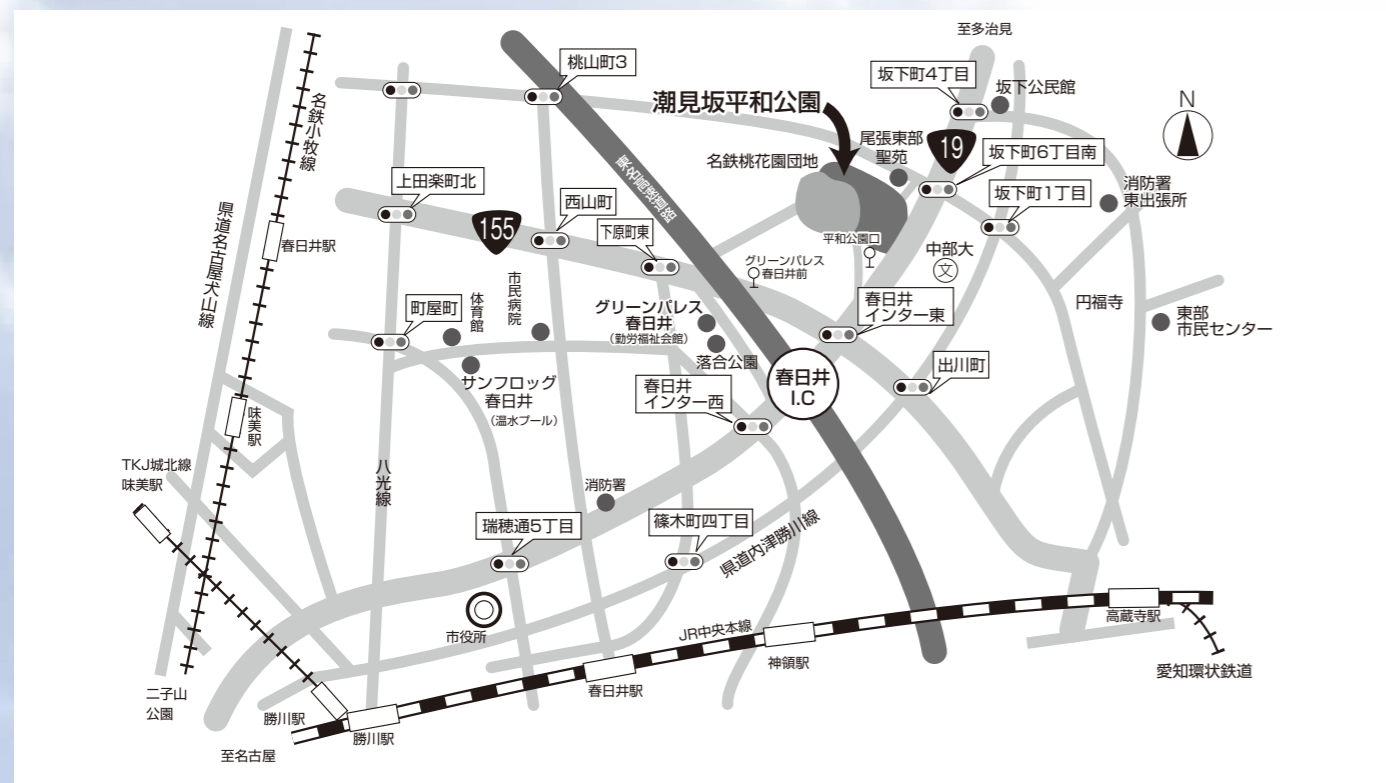 至多治見
桃山町3
坂下町4丁目
坂下公民館
潮見坂平和公園
N
名鉄小牧線
尾張東部
聖苑
19
坂下町6丁目南
名鉄桃花園団地
東名高速道路
上田楽町北
西山町
坂下町1丁目
消防署
東出張所
県道名古屋犬山線
155
下原町東
平和公園口
中部大
文
春日井駅
グリーンパレス
春日井前
市民病院
体育館
町屋町
グリーンパレス
春日井
(勤労福祉会館)
春日井
インター東
円福寺
東部
市民センター
落合公園
出川町
サンフロッグ
春日井
(温水プール)
春日井
インター西
春日井
I.C
味美駅
TKJ城北線
味美駅
八光線
消防署
瑞穂通5丁目
篠木町四丁目
県道内津勝川線
市役所
JR中央本線
高蔵寺駅
神領駅
愛知環状鉄道
春日井駅
二子山
公園
勝川駅
勝川駅
至名古屋